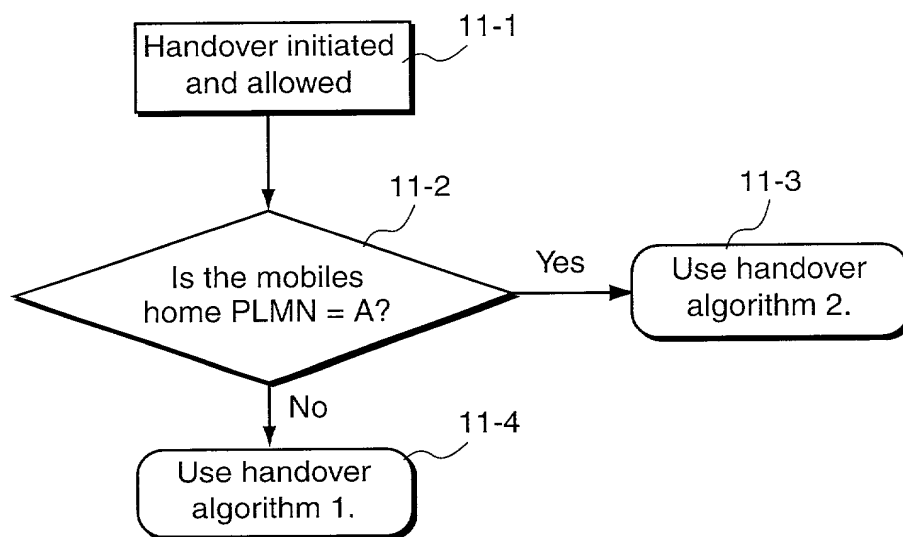 11-1
Handover initiated
and allowed
11-2
Is the mobiles
home PLMN = A?
Yes
11-3
Use handover
algorithm 2.
No
11-4
Use handover
algorithm 1.